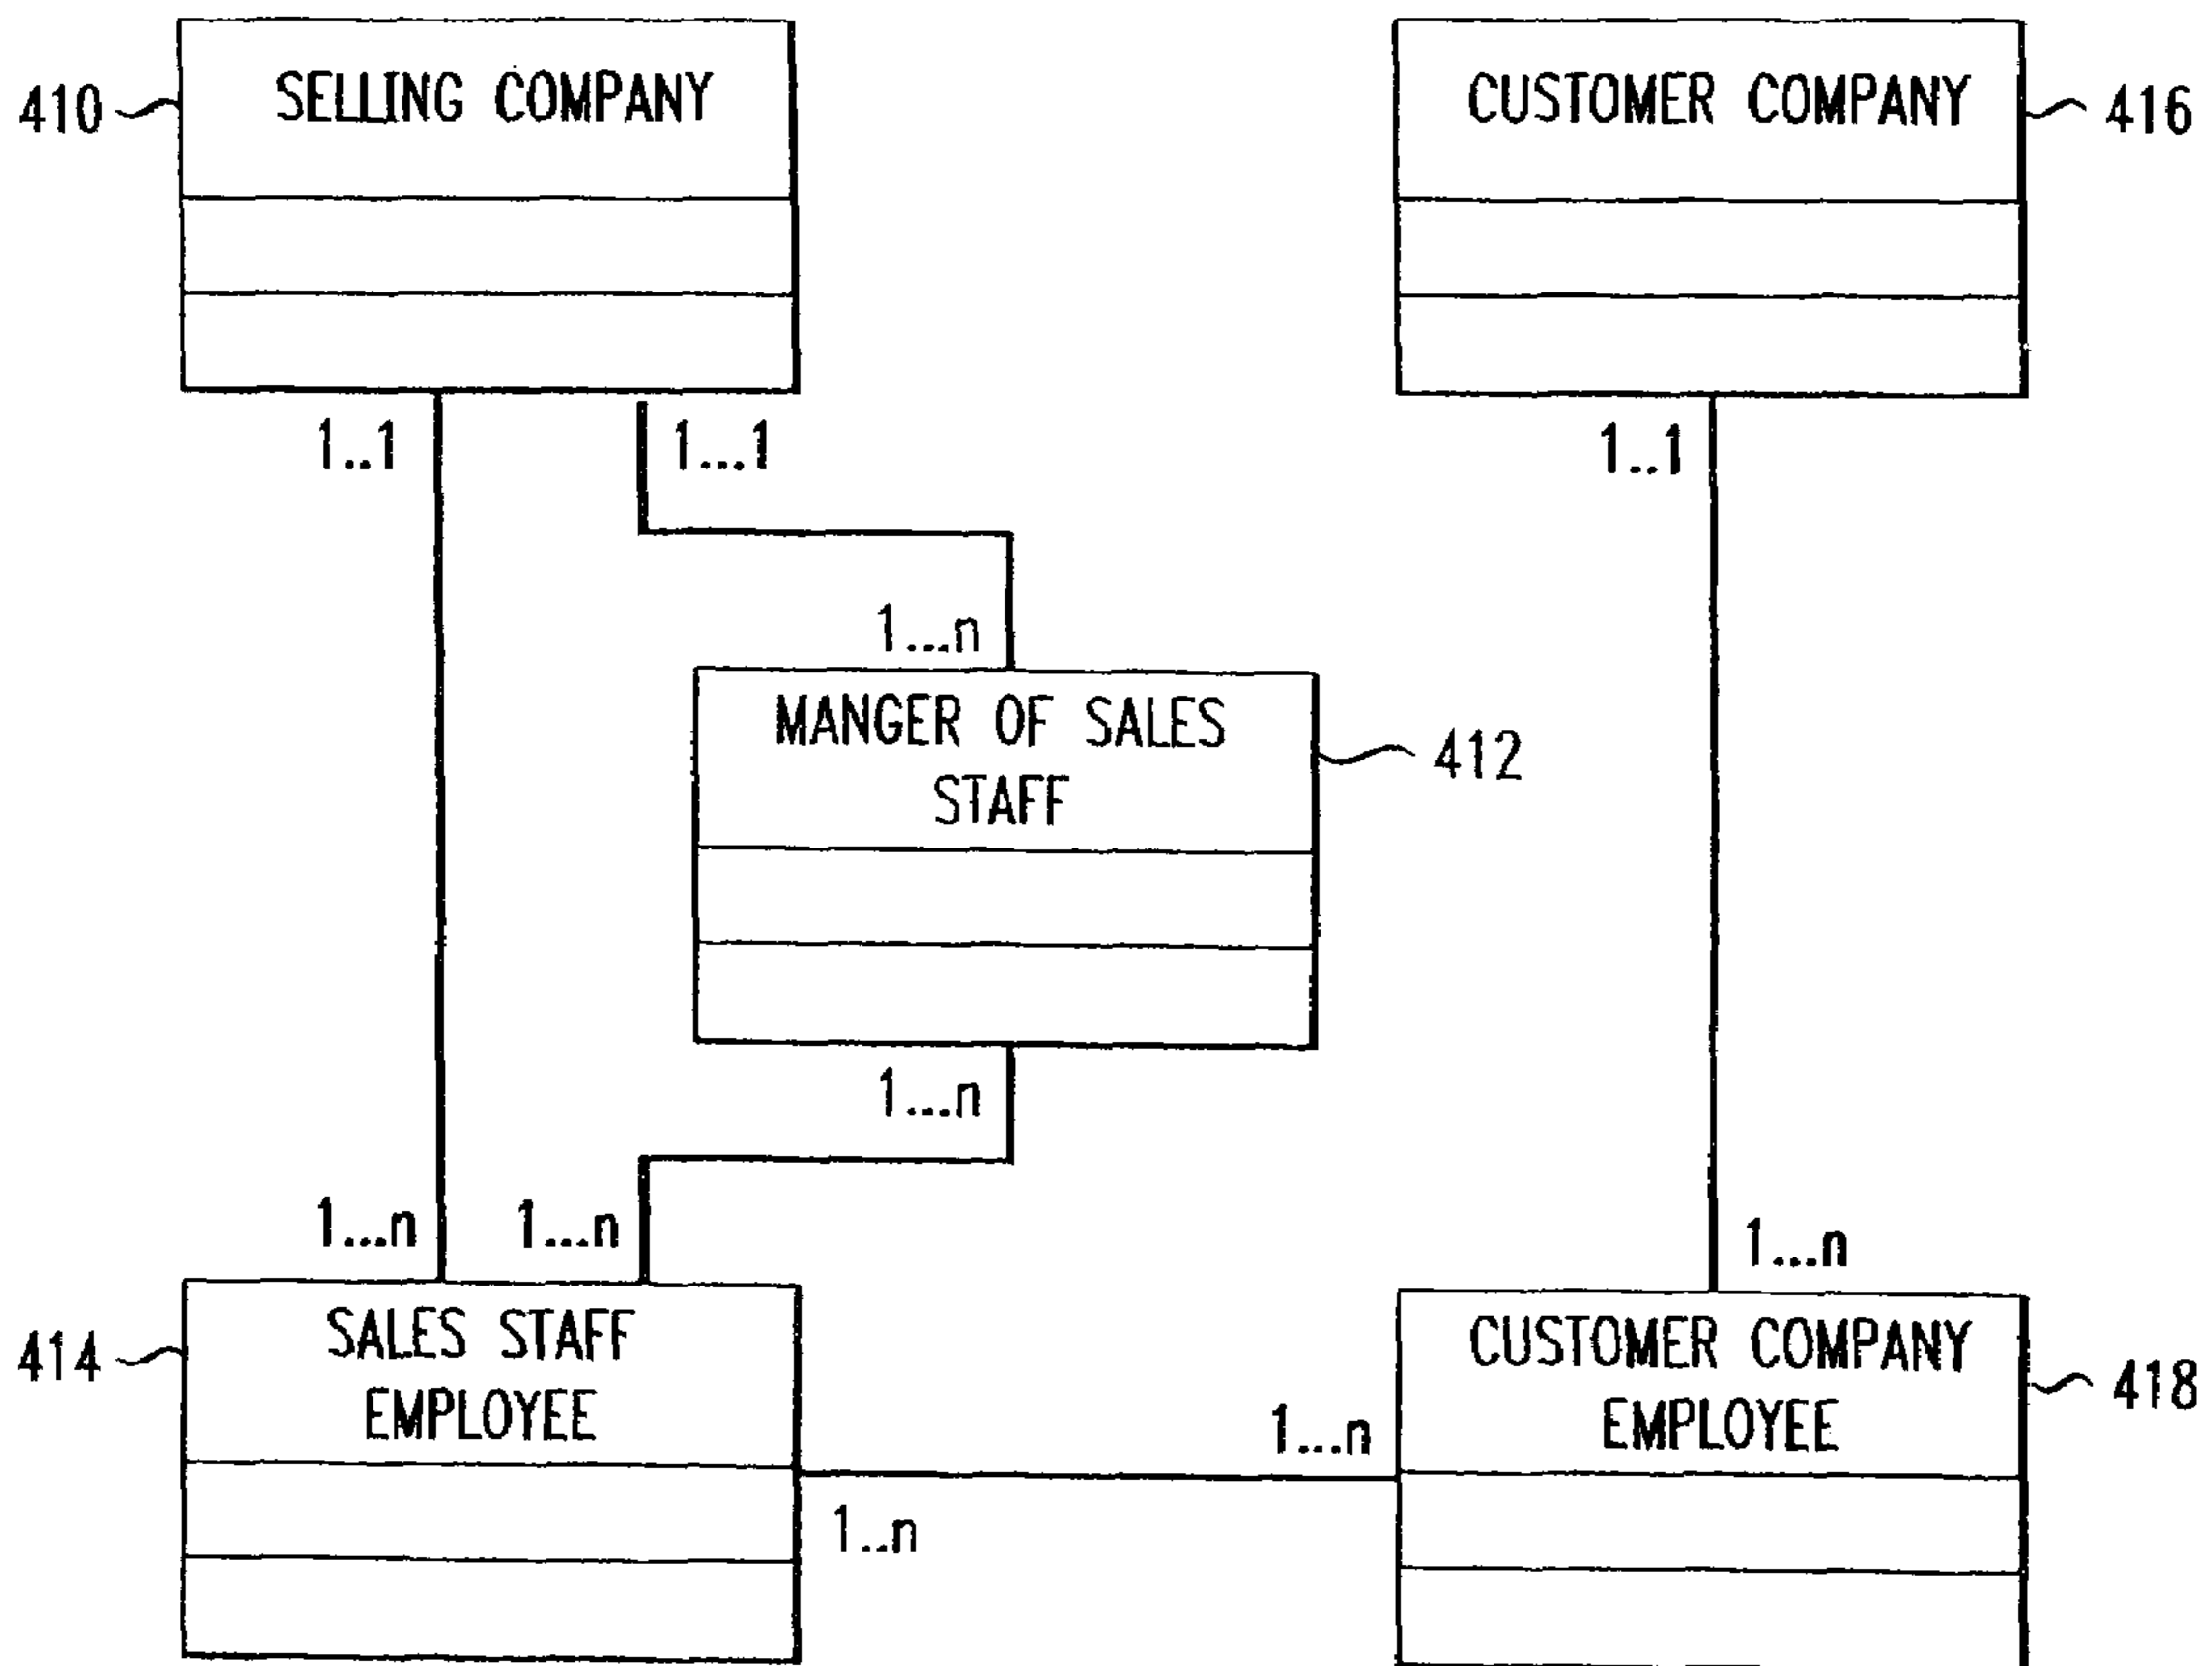 410
SELLING COMPANY
CUSTOMER COMPANY
416
1..1
1...1
1..1
1...n
MANGER OF SALES
STAFF
412
1...n
1...n
1...n
1...n
414
SALES STAFF
EMPLOYEE
CUSTOMER COMPANY
EMPLOYEE
418
1...n
1..n